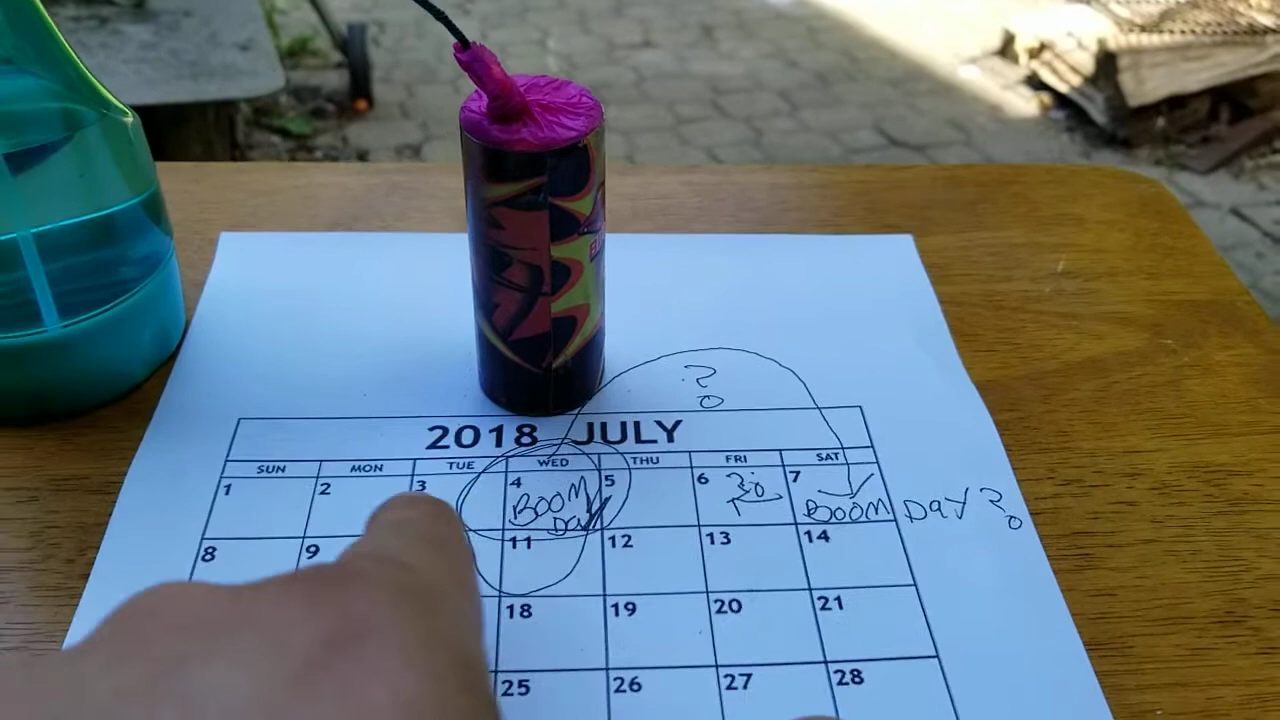 ?
2018 JULY
SUN MON TUE WED THU FRI SAT
1 2 3 4 5 6 ? 7
BOOM Day BOOM DAY ?
8 9 11 12 13 14
18 19 20 21
25 26 27 28